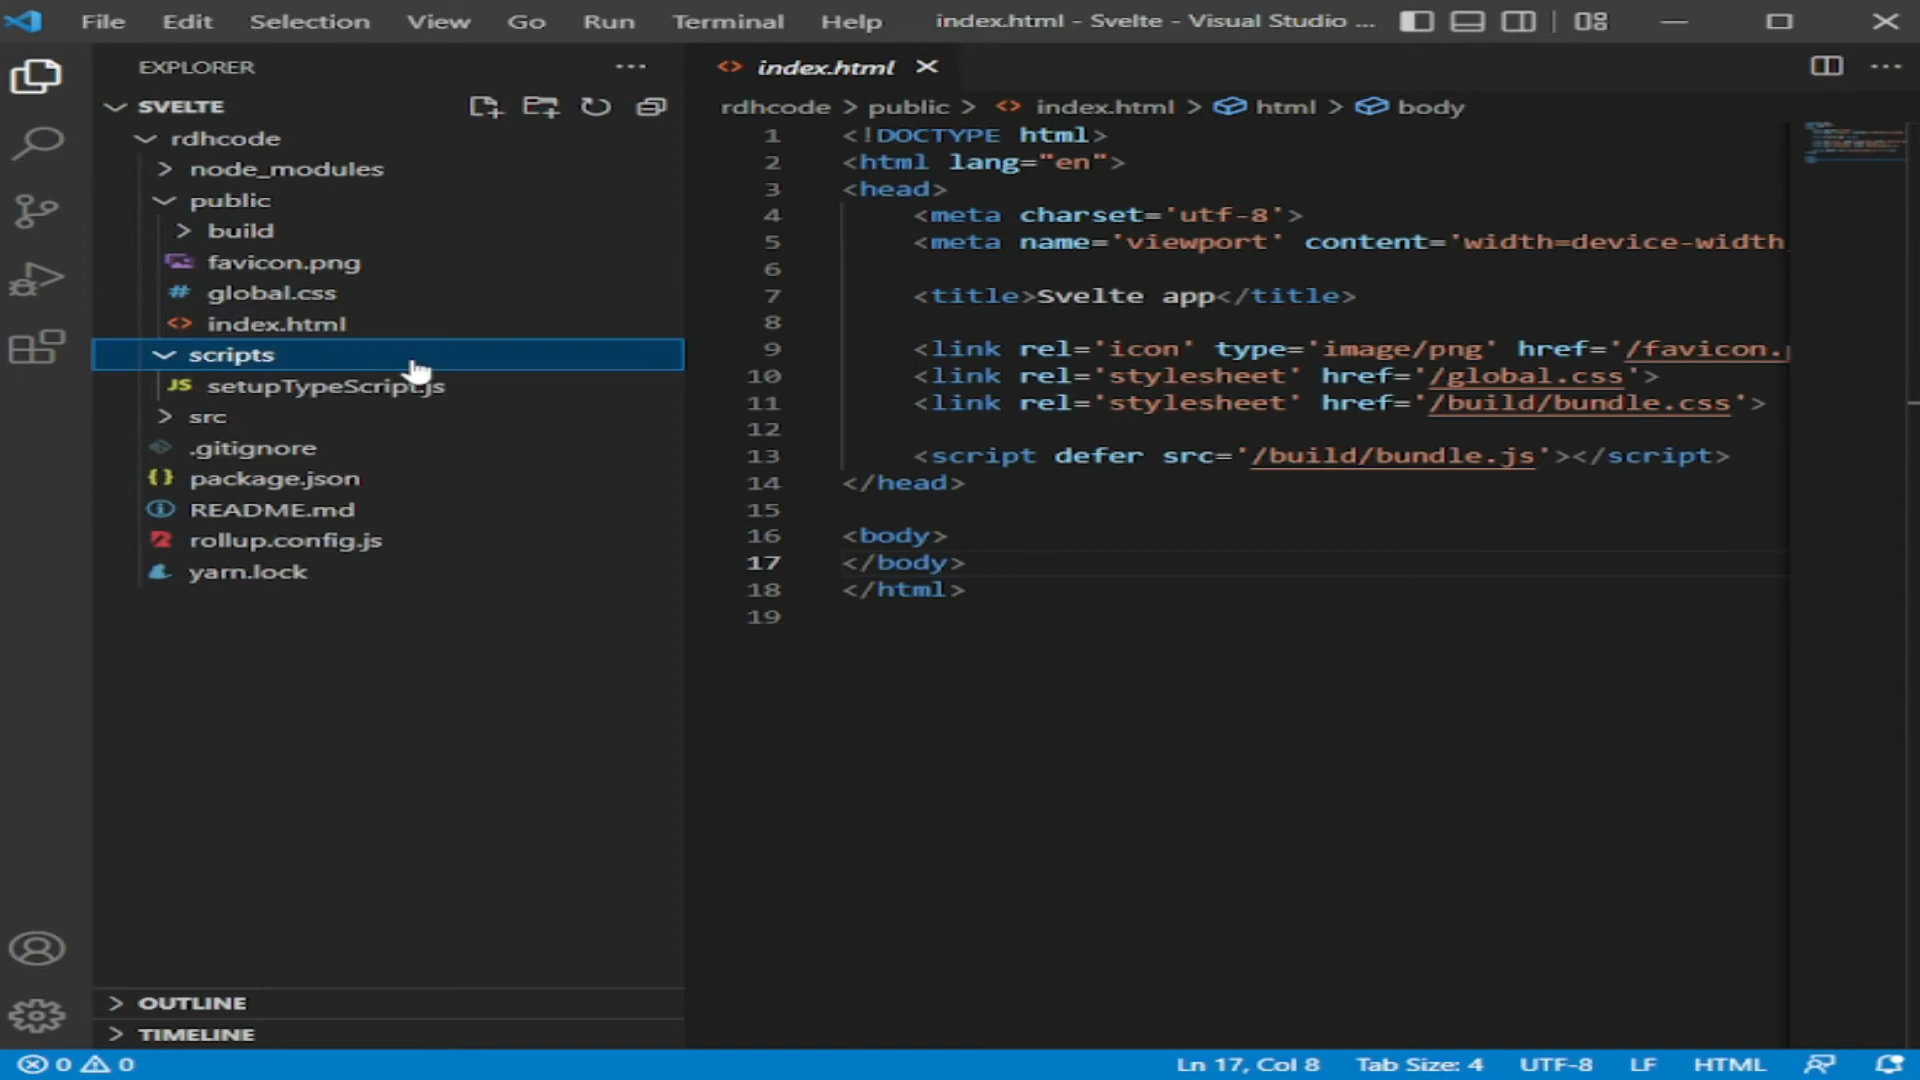 File Edit Selection View Go Run Terminal Help index.html - Svelte - Visual Studio ...
EXPLORER
SVELTE
rdhcode
node_modules
public
build
favicon.png
# global.css
<> index.html
scripts
JS setupTypeScript.js
src
.gitignore
{} package.json
README.md
rollup.config.js
yarn.lock
OUTLINE
TIMELINE
<> index.html
rdhcode > public > <> index.html > html > body
1 <!DOCTYPE html>
2 <html lang="en">
3 <head>
4 <meta charset='utf-8'>
5 <meta name='viewport' content='width=device-width,
6
7 <title>Svelte app</title>
8
9 <link rel='icon' type='image/png' href='/favicon.p
10 <link rel='stylesheet' href='/global.css'>
11 <link rel='stylesheet' href='/build/bundle.css'>
12
13 <script defer src='/build/bundle.js'></script>
14 </head>
15
16 <body>
17 </body>
18 </html>
19
0 0 Ln 17, Col 8 Tab Size: 4 UTF-8 LF HTML